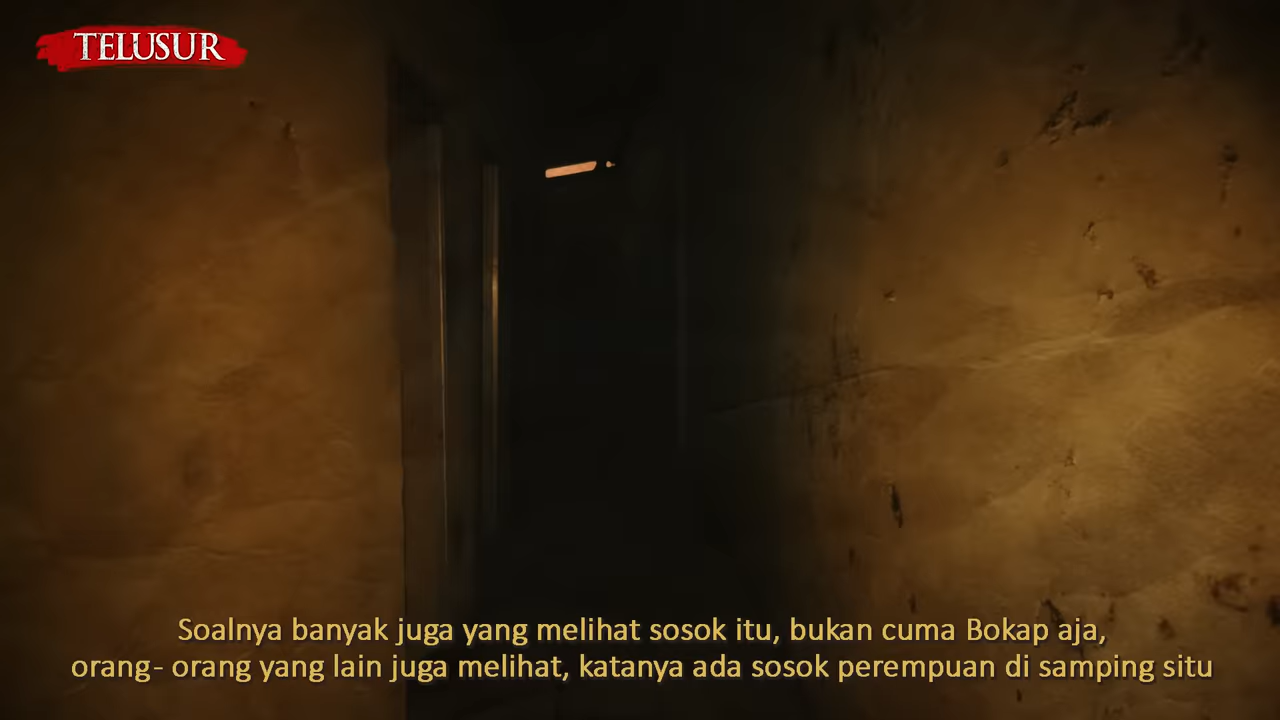 TELUSUR
Soalnya banyak juga yang melihat sosok itu, bukan cuma Bokap aja,
orang- orang yang lain juga melihat, katanya ada sosok perempuan di samping situ